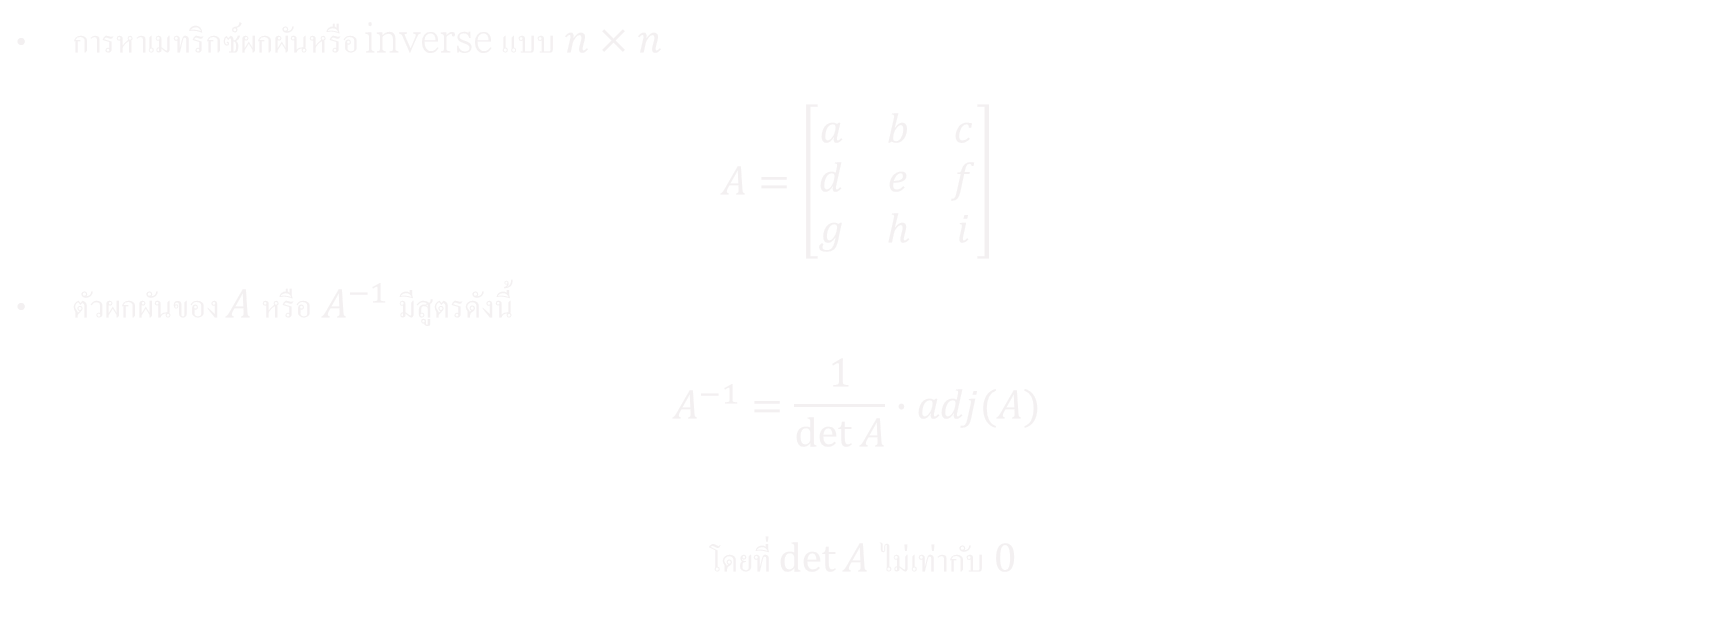 • การหาเมทริกซ์ผกผันหรือ inverse แบบ n × n
A = [a b c
d e f
g h i]
• ตัวผกผันของ A หรือ A⁻¹ มีสูตรดังนี้
A⁻¹ = 1/det A · adj(A)
โดยที่ det A ไม่เท่ากับ 0